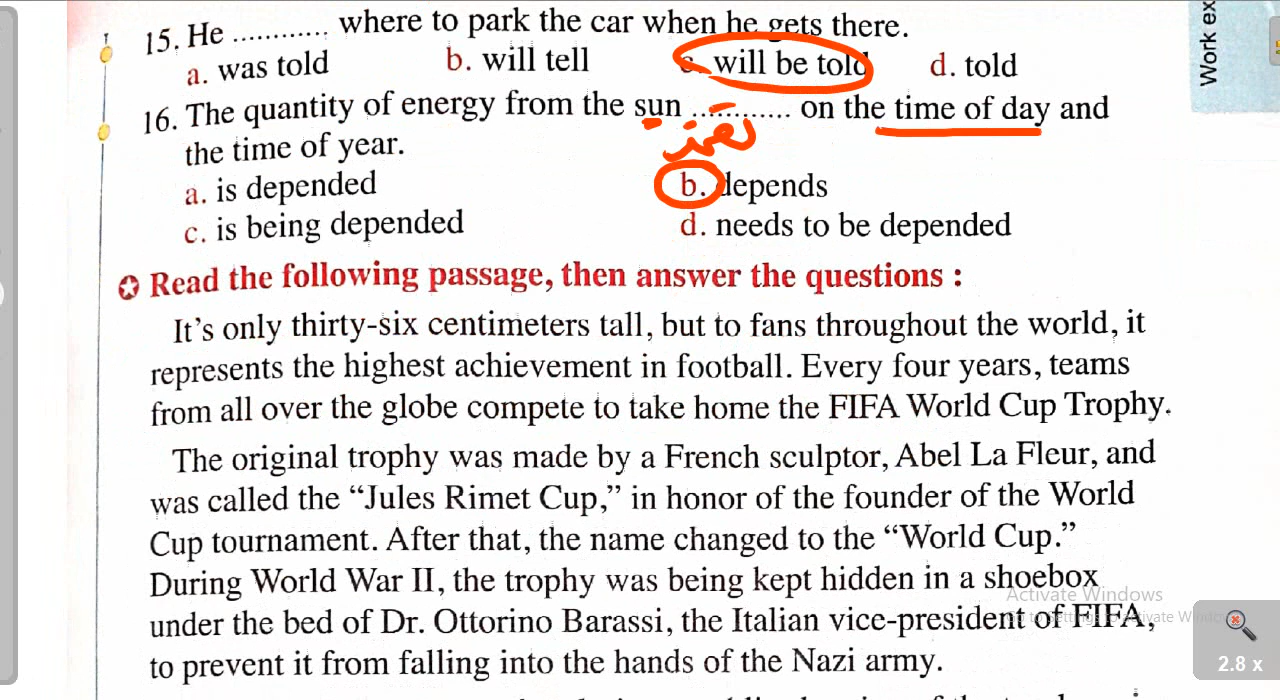 15. He ............ where to park the car when he gets there.
a. was told b. will tell c. will be told d. told
16. The quantity of energy from the sun ............ on the time of day and
the time of year.
a. is depended b. depends
c. is being depended d. needs to be depended
Read the following passage, then answer the questions :
It's only thirty-six centimeters tall, but to fans throughout the world, it
represents the highest achievement in football. Every four years, teams
from all over the globe compete to take home the FIFA World Cup Trophy.
The original trophy was made by a French sculptor, Abel La Fleur, and
was called the “Jules Rimet Cup,” in honor of the founder of the World
Cup tournament. After that, the name changed to the “World Cup.”
During World War II, the trophy was being kept hidden in a shoebox
under the bed of Dr. Ottorino Barassi, the Italian vice-president of FIFA,
to prevent it from falling into the hands of the Nazi army.
Work ex
Activate Windows
2.8 x